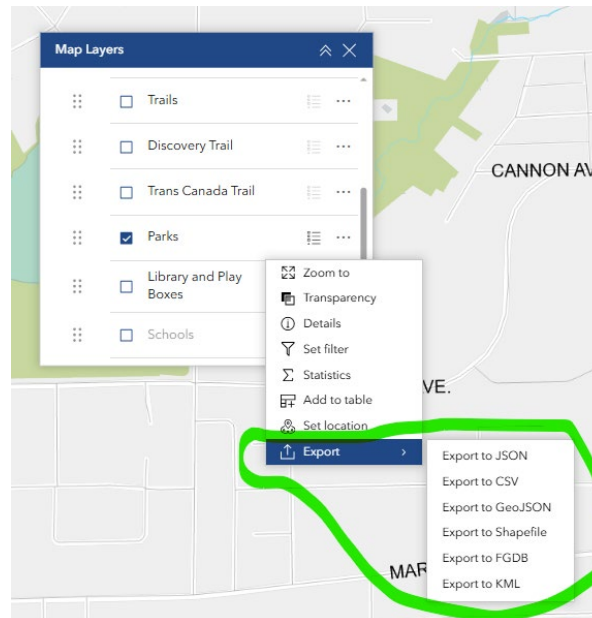 Map Layers
Trails
Discovery Trail
Trans Canada Trail
Parks
Library and Play
Boxes
Schools
Zoom to
Transparency
Details
Set filter
Statistics
Add to table
Set location
Export
Export to JSON
Export to CSV
Export to GeoJSON
Export to Shapefile
Export to FGDB
Export to KML
CANNON AV
VE.
MAR